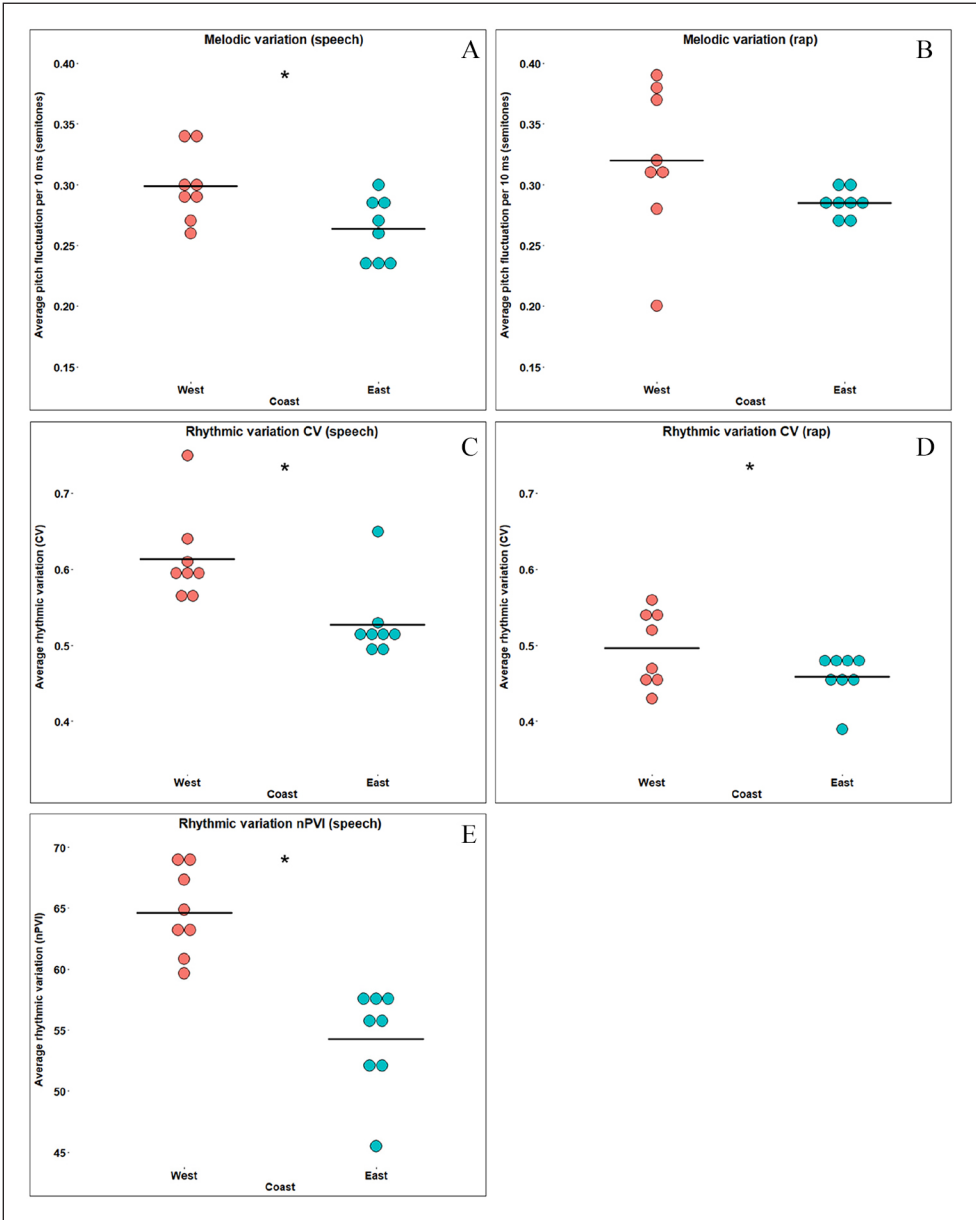 Melodic variation (speech)
A
*
Average pitch fluctuation per 10 ms (semitones)
0.40
0.35
0.30
0.25
0.20
0.15
West
East
Coast
Melodic variation (rap)
B
Average pitch fluctuation per 10 ms (semitones)
0.40
0.35
0.30
0.25
0.20
0.15
West
East
Coast
Rhythmic variation CV (speech)
C
*
Average rhythmic variation (CV)
0.7
0.6
0.5
0.4
West
East
Coast
Rhythmic variation CV (rap)
D
*
Average rhythmic variation (CV)
0.7
0.6
0.5
0.4
West
East
Coast
Rhythmic variation nPVI (speech)
E
*
Average rhythmic variation (nPVI)
70
65
60
55
50
45
West
East
Coast